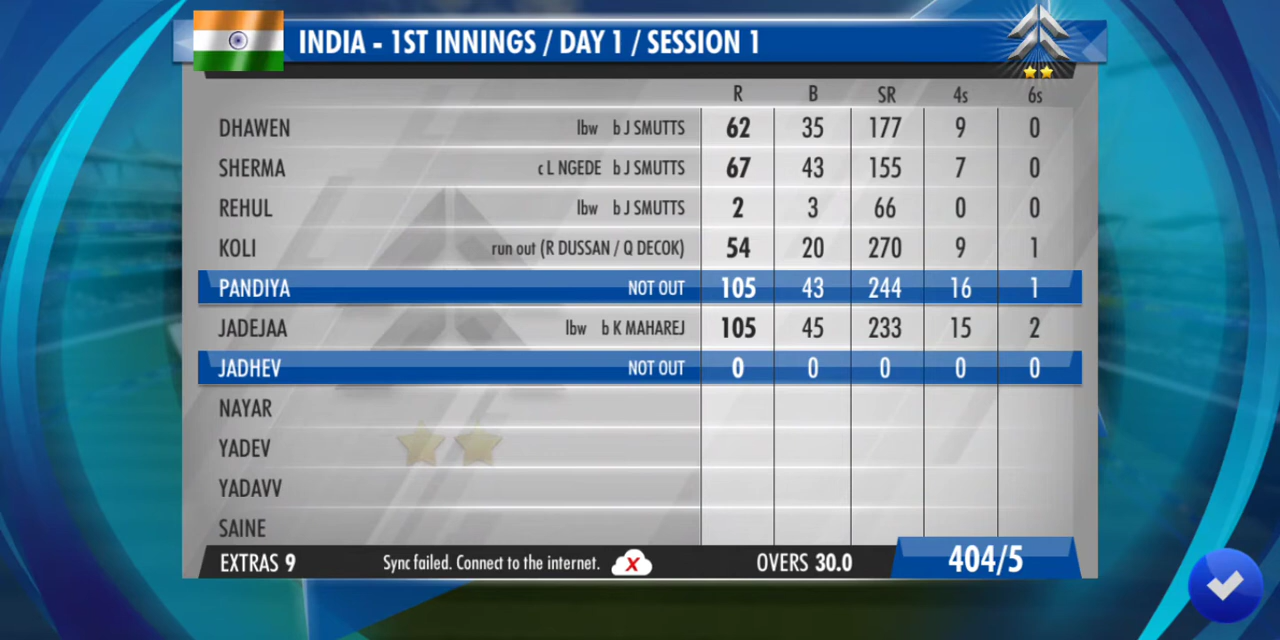 INDIA - 1ST INNINGS / DAY 1 / SESSION 1
R B SR 4s 6s
DHAWEN lbw b J SMUTTS 62 35 177 9 0
SHERMA c L NGEDE b J SMUTTS 67 43 155 7 0
REHUL lbw b J SMUTTS 2 3 66 0 0
KOLI run out (R DUSSAN / Q DECOK) 54 20 270 9 1
PANDIYA NOT OUT 105 43 244 16 1
JADEJAA lbw b K MAHAREJ 105 45 233 15 2
JADHEV NOT OUT 0 0 0 0 0
NAYAR
YADEV
YADAVV
SAINE
EXTRAS 9 Sync failed. Connect to the internet. X OVERS 30.0 404/5